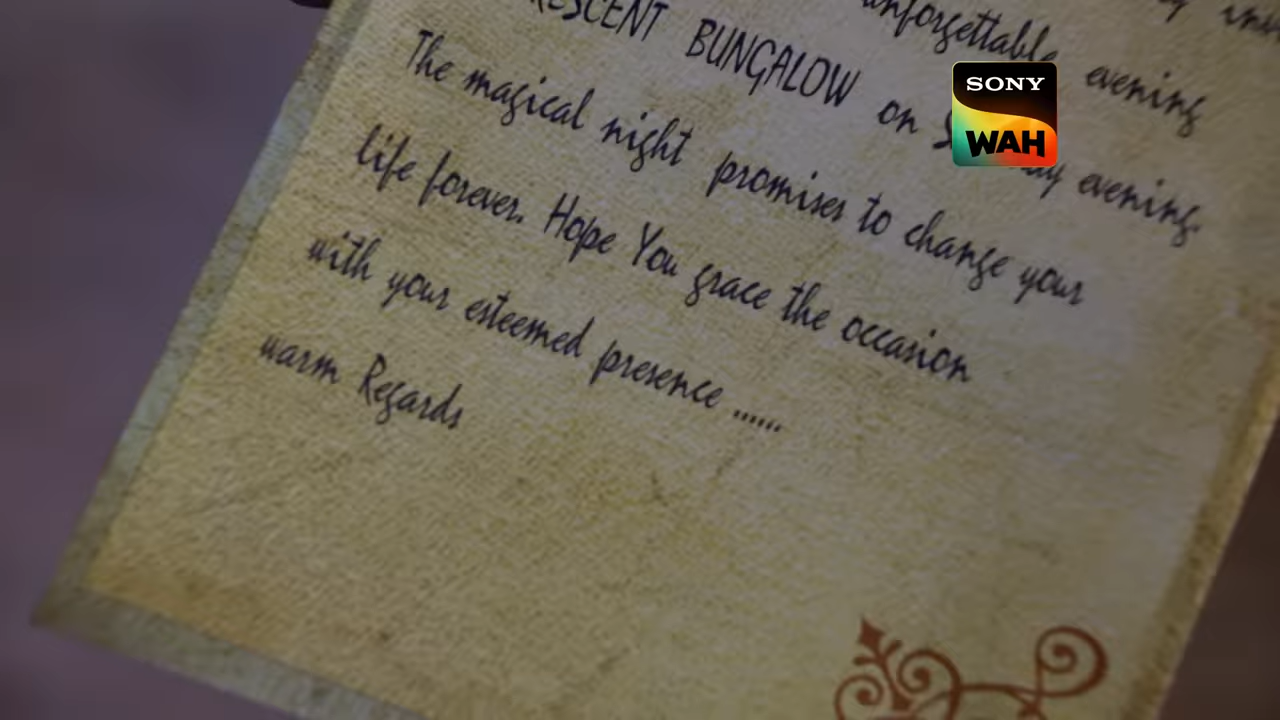 unforgettable evening
BUNGALOW on evening.
The magical night promises to change your
life forever. Hope You grace the occasion
with your esteemed presence ......
warm Regards
SONY
WAH